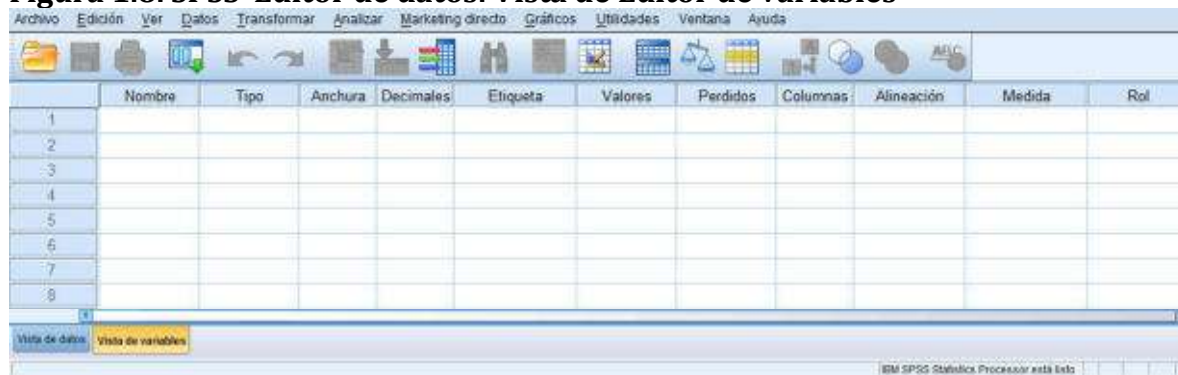 Figura 1.8. SPSS-Editor de datos. Vista de Editor de variables
Archivo Edición Ver Datos Transformar Analizar Marketing directo Gráficos Utilidades Ventana Ayuda
Nombre Tipo Anchura Decimales Etiqueta Valores Perdidos Columnas Alineación Medida Rol
1
2
3
4
5
6
7
8
Vista de datos Vista de variables
IBM SPSS Statistics Processor está listo